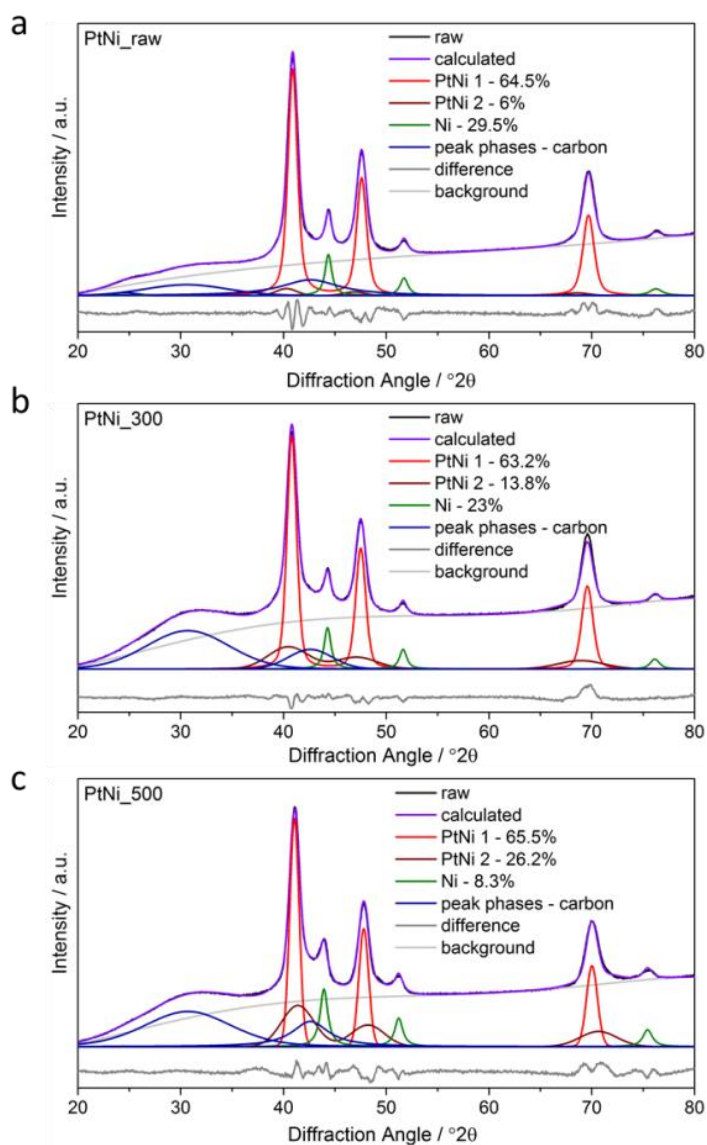 a
PtNi_raw
raw
calculated
PtNi 1 - 64.5%
PtNi 2 - 6%
Ni - 29.5%
peak phases - carbon
difference
background
Intensity / a.u.
20 30 40 50 60 70 80
Diffraction Angle / °2θ
b
PtNi_300
raw
calculated
PtNi 1 - 63.2%
PtNi 2 - 13.8%
Ni - 23%
peak phases - carbon
difference
background
Intensity / a.u.
20 30 40 50 60 70 80
Diffraction Angle / °2θ
c
PtNi_500
raw
calculated
PtNi 1 - 65.5%
PtNi 2 - 26.2%
Ni - 8.3%
peak phases - carbon
difference
background
Intensity / a.u.
20 30 40 50 60 70 80
Diffraction Angle / °2θ